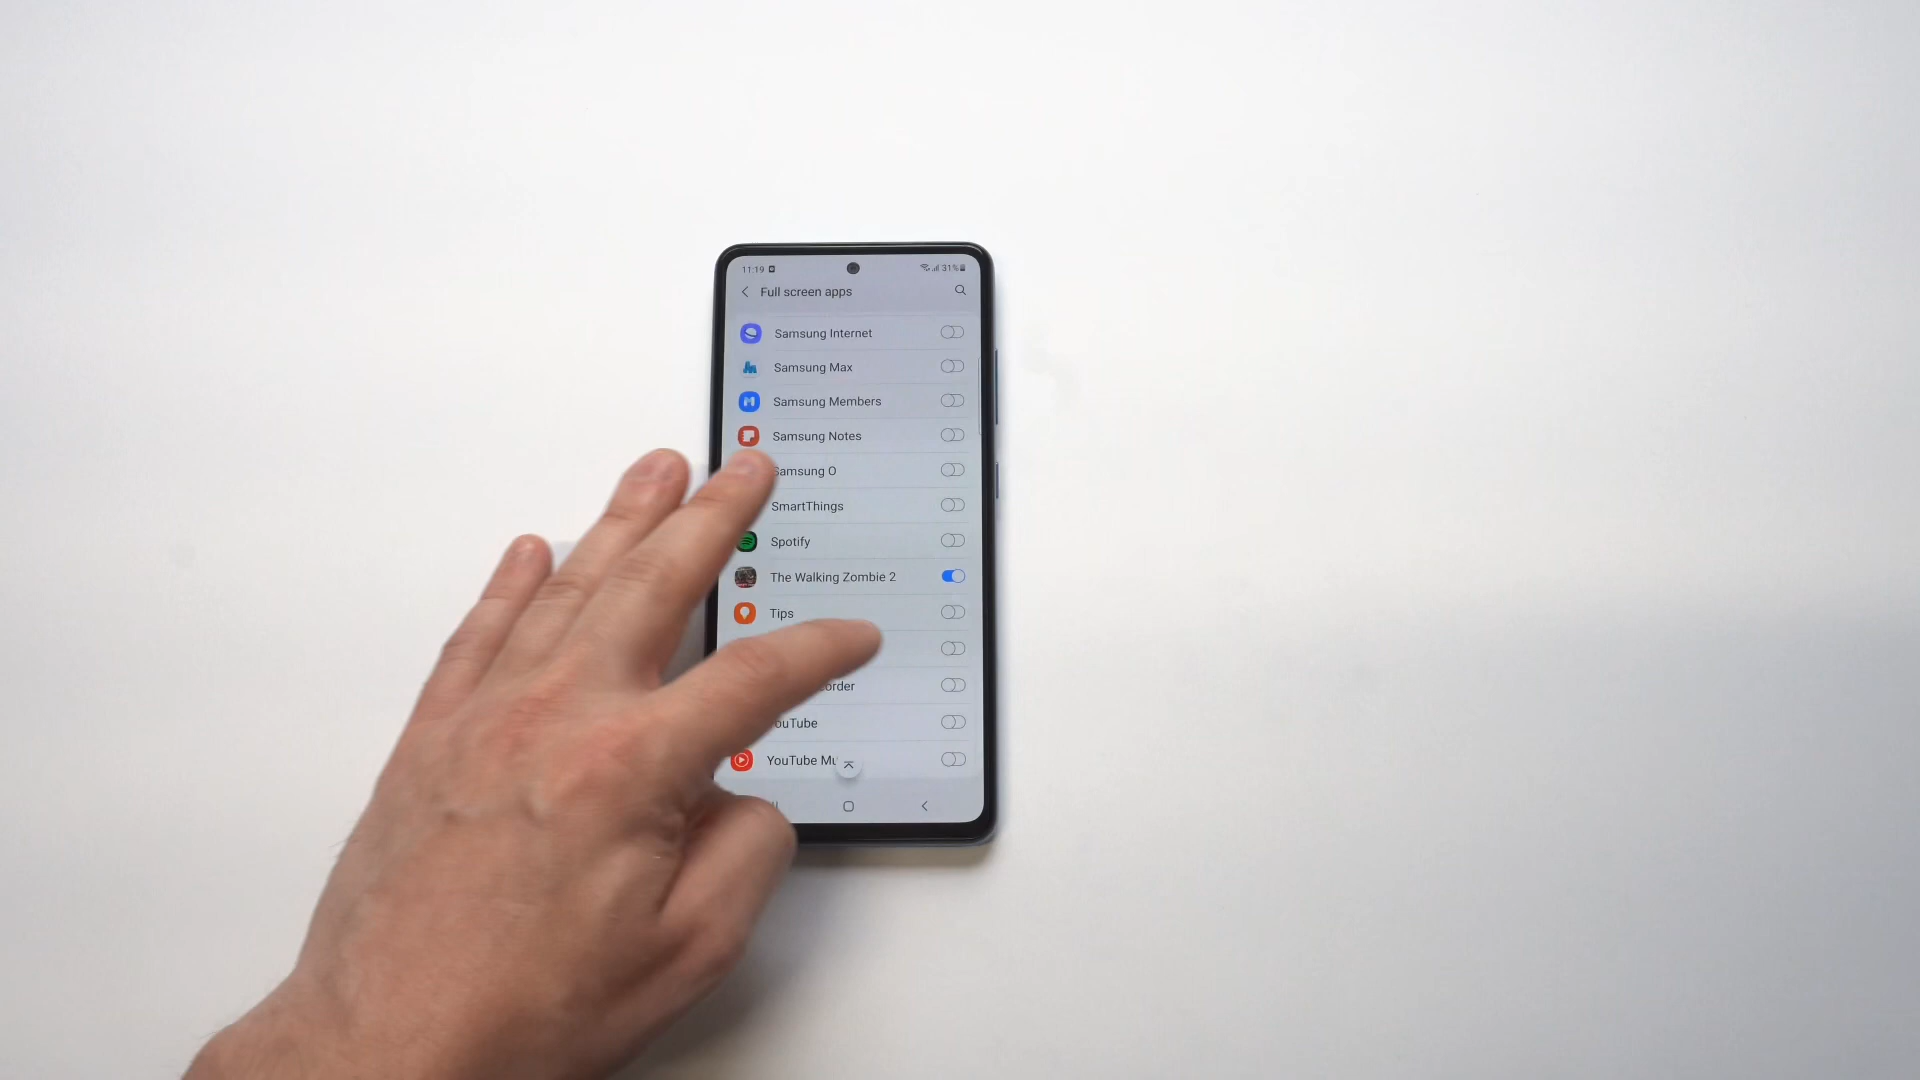 11:19
31%
Full screen apps
Samsung Internet
Samsung Max
Samsung Members
Samsung Notes
Samsung O
SmartThings
Spotify
The Walking Zombie 2
Tips
order
ouTube
YouTube Mu